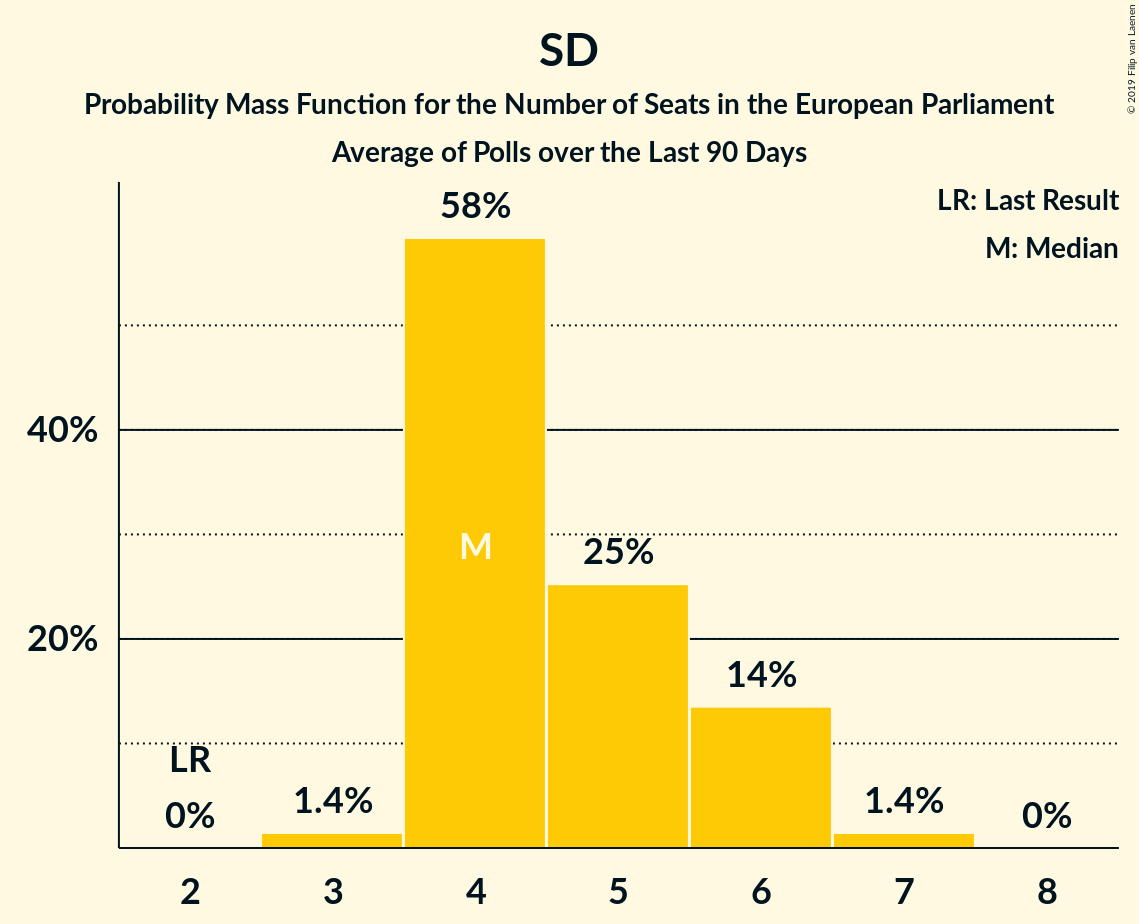 SD
Probability Mass Function for the Number of Seats in the European Parliament
Average of Polls over the Last 90 Days
© 2019 Filip van Laenen
LR: Last Result
M: Median
58%
40%
M
25%
20%
14%
LR
0%
1.4%
1.4%
0%
2 3 4 5 6 7 8